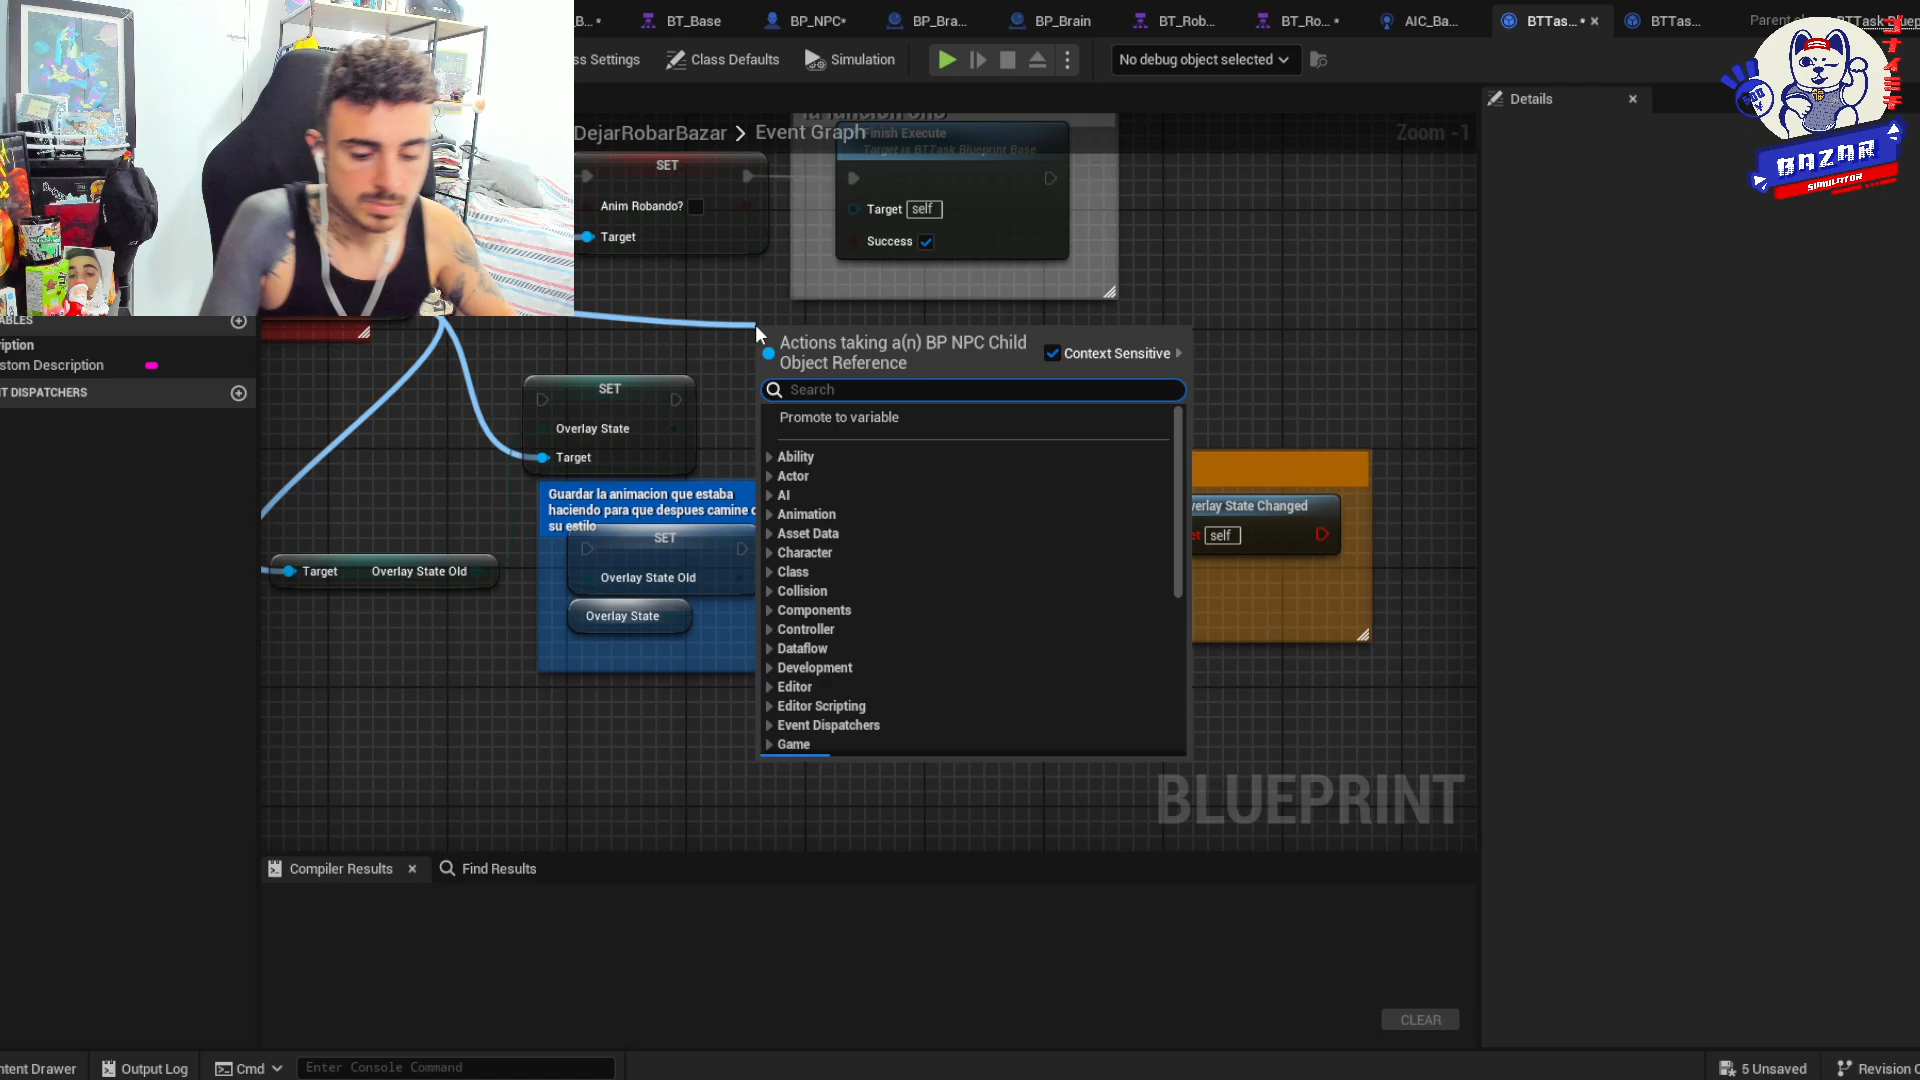 B... *
BT_Base
BP_NPC*
BP_Bra...
BP_Brain
BT_Rob...
BT_Ro... *
AIC_Ba...
BTTas... *
BTTas...
ss Settings
Class Defaults
Simulation
No debug object selected
Details
DejarRobarBazar > Event Graph
Zoom -1
BAZAR
SIMULATOR
SET
Anim Robando?
Target
Finish Execute
Target is BTTask Blueprint Base
Target self
Success
ABLES
ription
stom Description
T DISPATCHERS
SET
Overlay State
Target
Guardar la animacion que estaba
haciendo para que despues camine c
su estilo
SET
Overlay State Old
Overlay State
Target Overlay State Old
Actions taking a(n) BP NPC Child
Object Reference
Context Sensitive
Search
Promote to variable
Ability
Actor
AI
Animation
Asset Data
Character
Class
Collision
Components
Controller
Dataflow
Development
Editor
Editor Scripting
Event Dispatchers
Game
verlay State Changed
et self
BLUEPRINT
Compiler Results
Find Results
CLEAR
ntent Drawer
Output Log
Cmd
Enter Console Command
5 Unsaved
Revision C